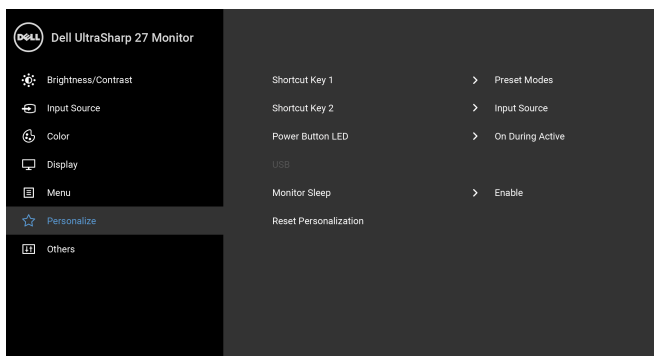 DELL Dell UltraSharp 27 Monitor
Brightness/Contrast Shortcut Key 1 Preset Modes
Input Source Shortcut Key 2 Input Source
Color Power Button LED On During Active
Display USB
Menu Monitor Sleep Enable
Personalize Reset Personalization
Others